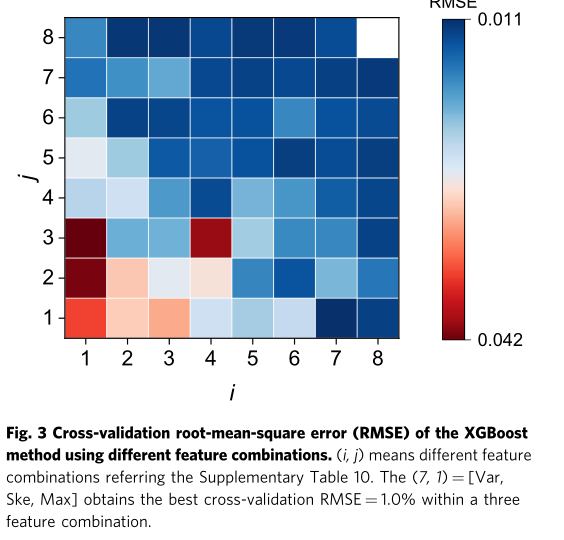 RMSE
0.011
0.042
8
7
6
5
4
3
2
1
j
1 2 3 4 5 6 7 8
i
Fig. 3 Cross-validation root-mean-square error (RMSE) of the XGBoost
method using different feature combinations. (i, j) means different feature
combinations referring the Supplementary Table 10. The (7, 1) = [Var,
Ske, Max] obtains the best cross-validation RMSE = 1.0% within a three
feature combination.